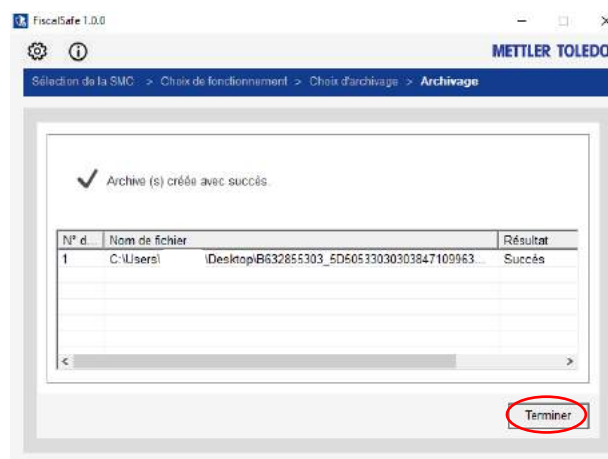 FiscalSafe 1.0.0
METTLER TOLEDO
Sélection de la SMC > Choix de fonctionnement > Choix d'archivage > Archivage
Archive (s) créée avec succès.
N° d... Nom de fichier Résultat
1 C:\Users\ \Desktop\B632855303_5D50533030303847109963... Succès
Terminer